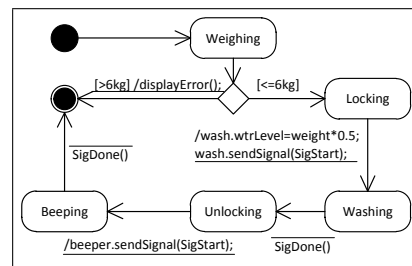 Weighing
[>6kg] /displayError();
[<=6kg]
Locking
/wash.wtrLevel=weight*0.5;
wash.sendSignal(SigStart);
SigDone()
Beeping
Unlocking
Washing
/beeper.sendSignal(SigStart);
SigDone()